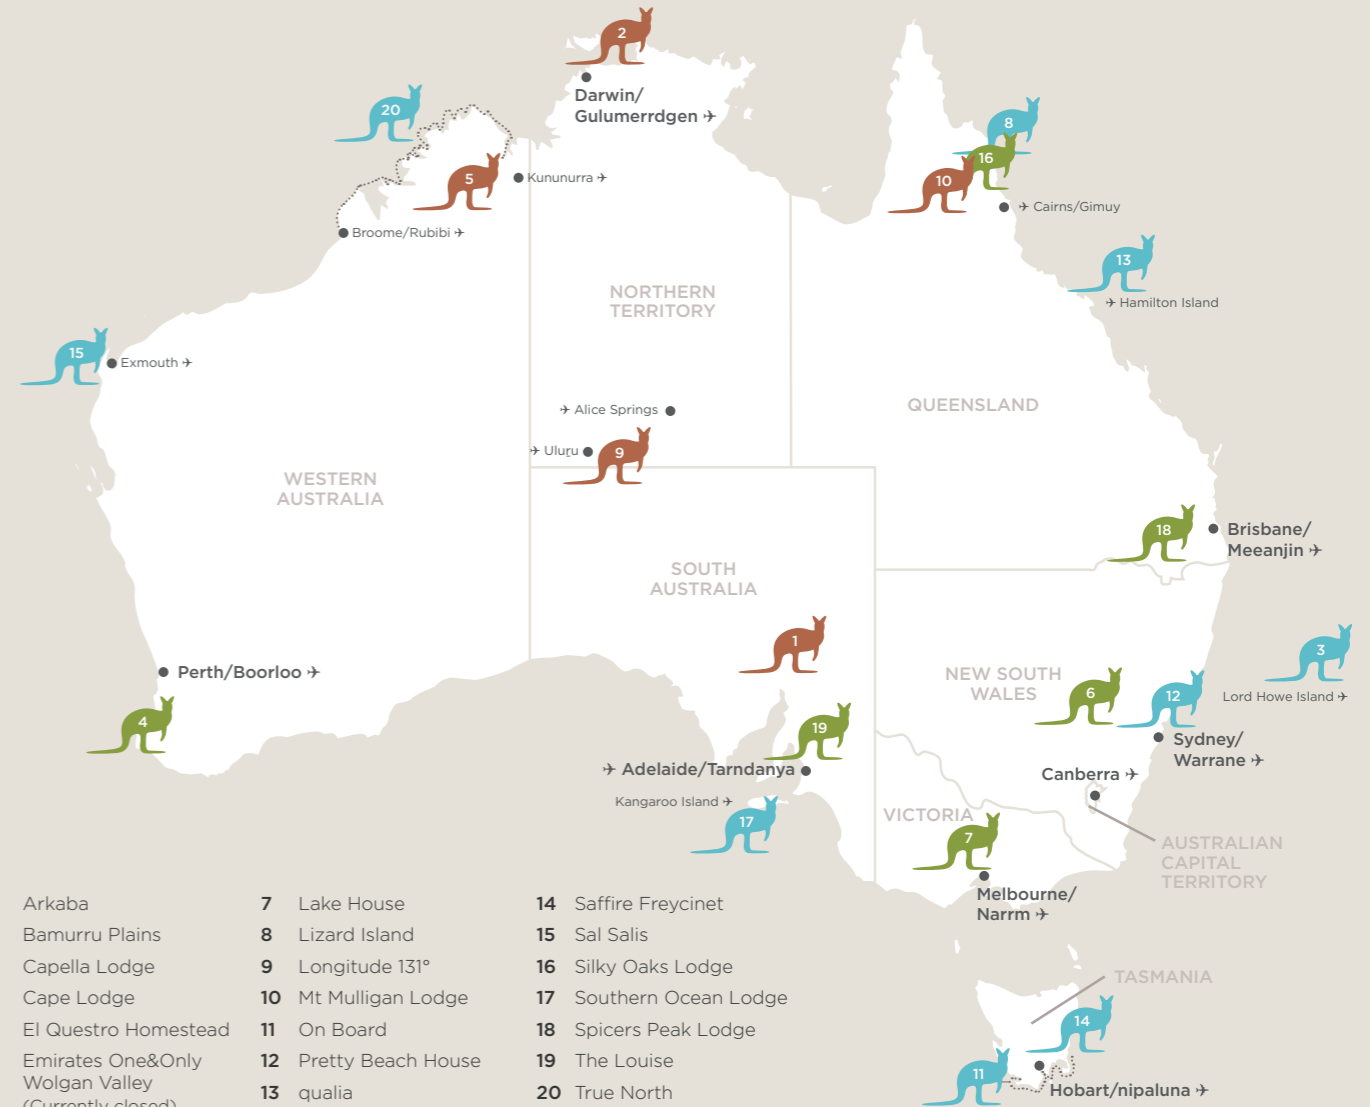 2
20
Darwin/
Gulumerrdgen ✈
8
16
5
Kununurra ✈
10
✈ Cairns/Gimuy
Broome/Rubibi ✈
13
NORTHERN
TERRITORY
✈ Hamilton Island
15
Exmouth ✈
✈ Alice Springs
QUEENSLAND
✈ Uluṟu
9
WESTERN
AUSTRALIA
18
Brisbane/
Meeanjin ✈
SOUTH
AUSTRALIA
1
3
Perth/Boorloo ✈
NEW SOUTH
WALES
6
12
Lord Howe Island ✈
4
19
Sydney/
Warrane ✈
✈ Adelaide/Tarndanya
Canberra ✈
Kangaroo Island ✈
17
VICTORIA
7
AUSTRALIAN
CAPITAL
TERRITORY
Melbourne/
Narrm ✈
TASMANIA
14
11
Hobart/nipaluna ✈
Arkaba
Bamurru Plains
Capella Lodge
Cape Lodge
El Questro Homestead
Emirates One&Only
Wolgan Valley
(Currently closed)
7 Lake House
8 Lizard Island
9 Longitude 131°
10 Mt Mulligan Lodge
11 On Board
12 Pretty Beach House
13 qualia
14 Saffire Freycinet
15 Sal Salis
16 Silky Oaks Lodge
17 Southern Ocean Lodge
18 Spicers Peak Lodge
19 The Louise
20 True North